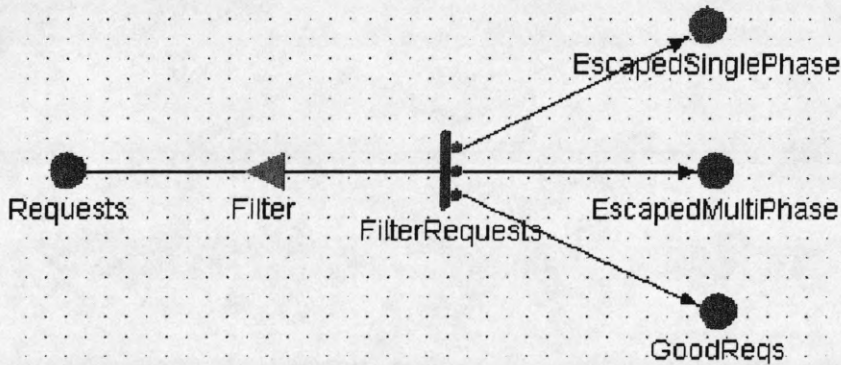 EscapedSinglePhase
Requests
Filter
FilterRequests
EscapedMultiPhase
GoodReqs